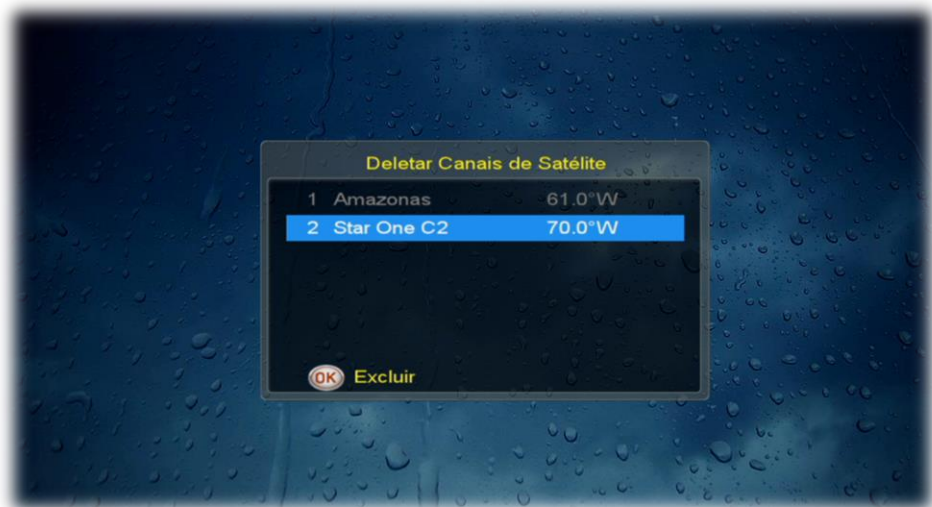 Deletar Canais de Satélite
1 Amazonas 61.0°W
2 Star One C2 70.0°W
OK Excluir